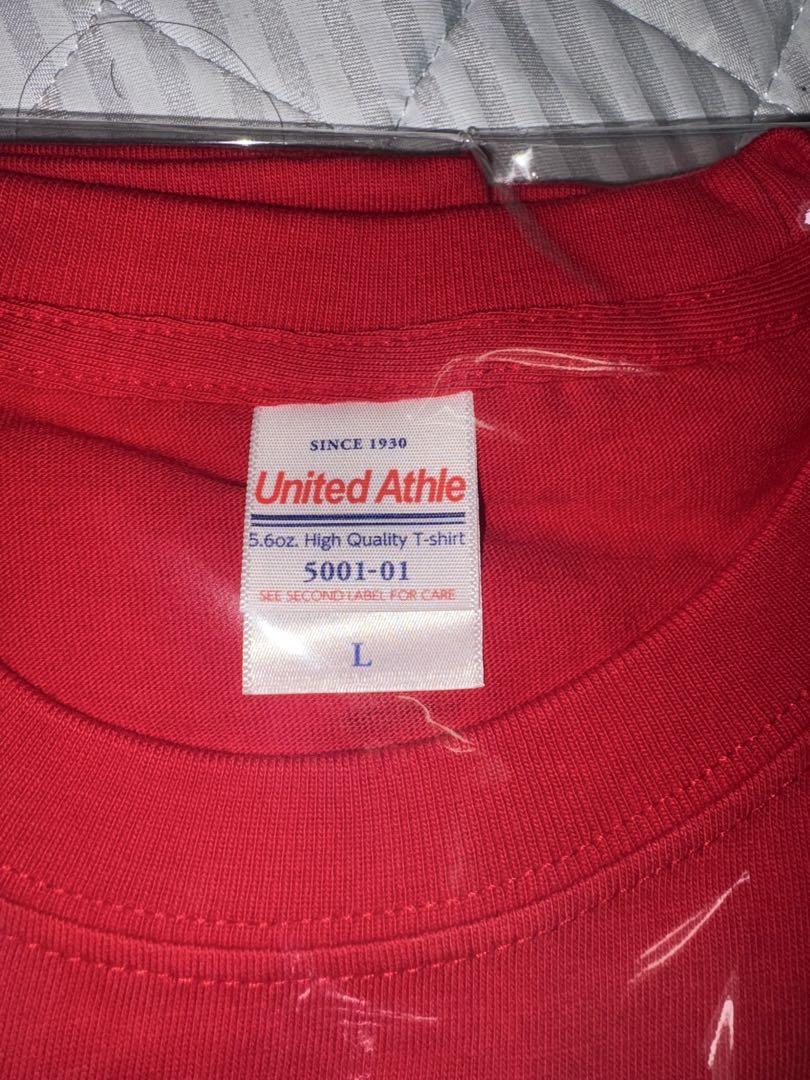 SINCE 1930
United Athle
5.6oz. High Quality T-shirt
5001-01
SEE SECOND LABEL FOR CARE
L